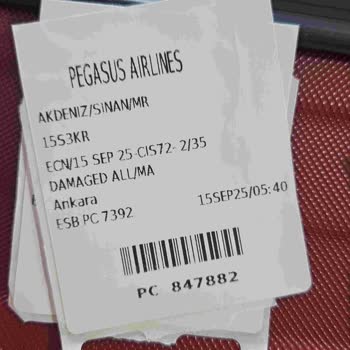 PEGASUS AIRLINES
AKDENIZ/SINAN/MR
15S3KR
ECN/15 SEP 25-CIS72- 2/35
DAMAGED ALL/MA
Ankara
15SEP25/05:40
ESB PC 7392
PC 847882